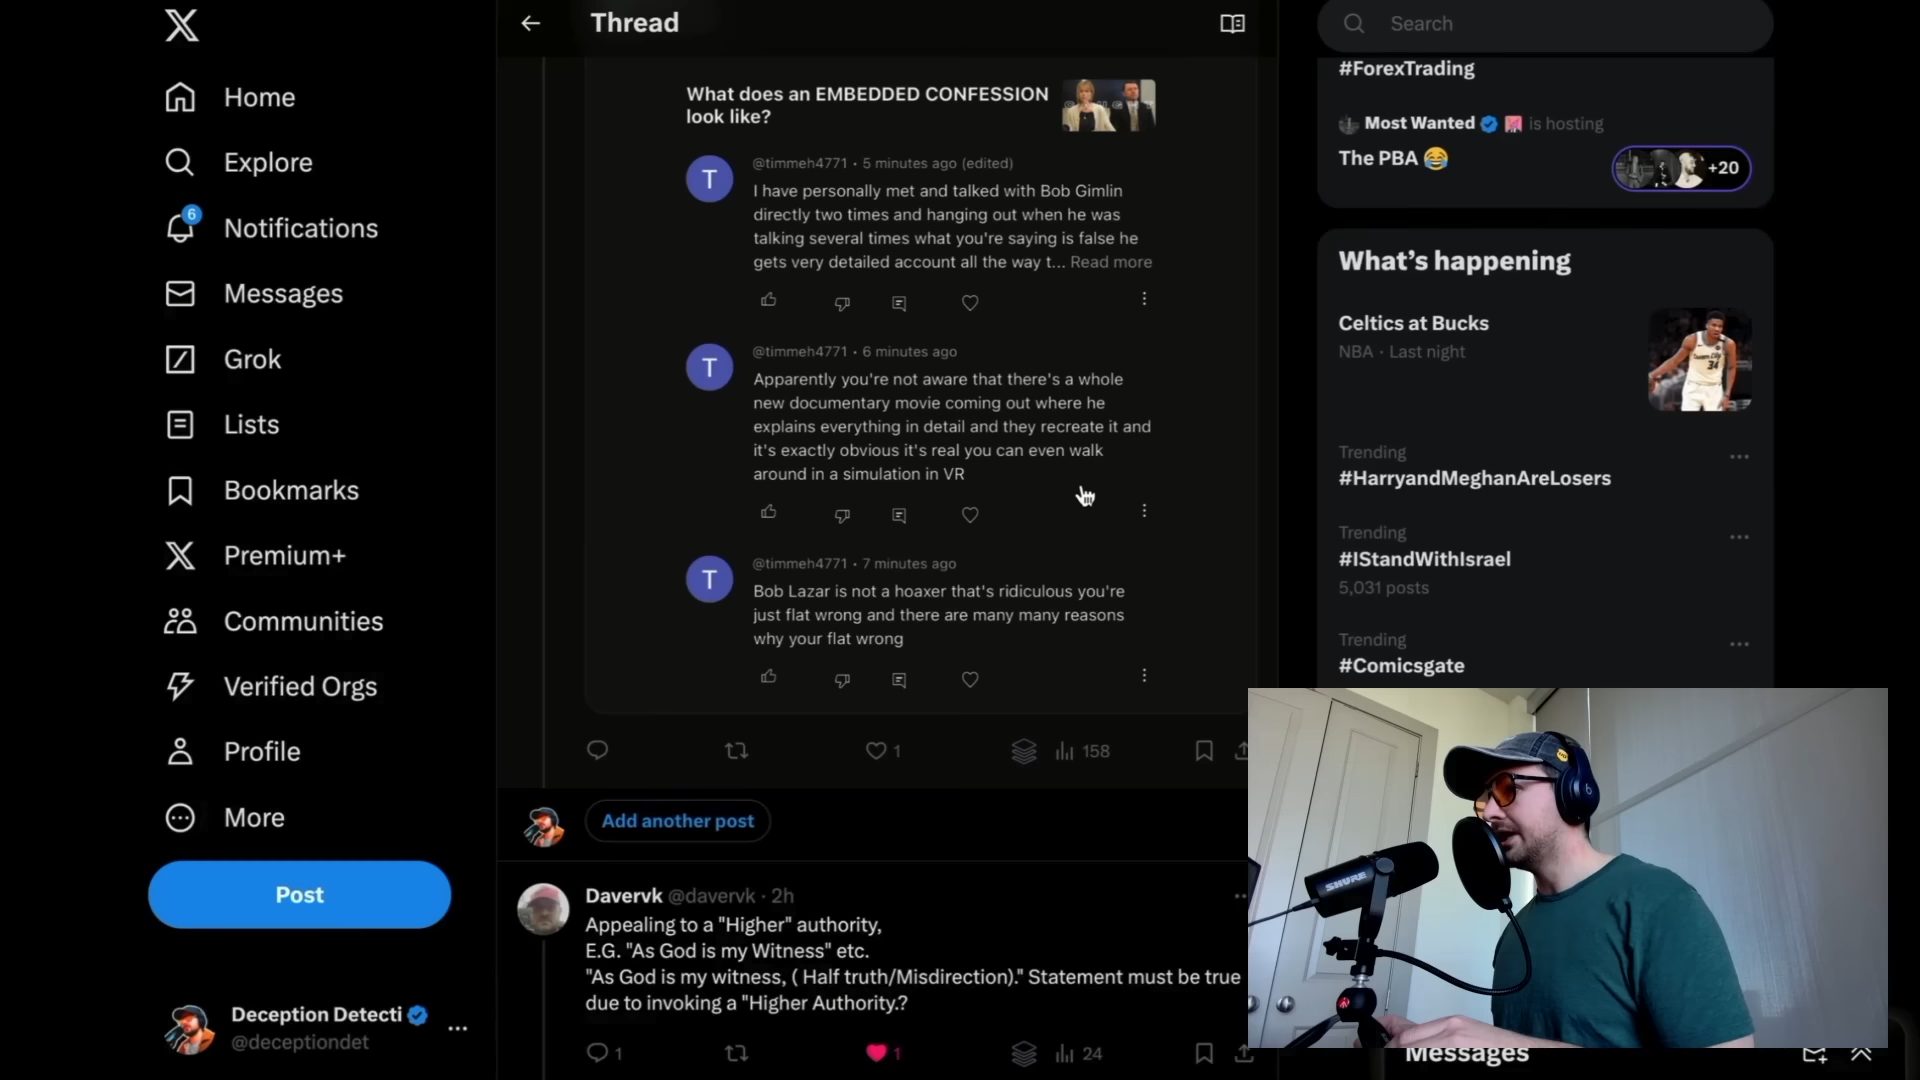 Home
Explore
6
Notifications
Messages
Grok
Lists
Bookmarks
Premium+
Communities
Verified Orgs
Profile
More
Post
Deception Detecti
@deceptiondet
Thread
What does an EMBEDDED CONFESSION
look like?
T
@timmeh4771 • 5 minutes ago (edited)
I have personally met and talked with Bob Gimlin
directly two times and hanging out when he was
talking several times what you're saying is false he
gets very detailed account all the way t... Read more
T
@timmeh4771 • 6 minutes ago
Apparently you're not aware that there's a whole
new documentary movie coming out where he
explains everything in detail and they recreate it and
it's exactly obvious it's real you can even walk
around in a simulation in VR
T
@timmeh4771 • 7 minutes ago
Bob Lazar is not a hoaxer that's ridiculous you're
just flat wrong and there are many many reasons
why your flat wrong
1
158
Add another post
Davervk @davervk · 2h
Appealing to a "Higher" authority,
E.G. "As God is my Witness" etc.
"As God is my witness, ( Half truth/Misdirection)." Statement must be true
due to invoking a "Higher Authority.?
1
1
24
Search
#ForexTrading
Most Wanted is hosting
The PBA 😂
+20
What's happening
Celtics at Bucks
NBA · Last night
34
Trending
#HarryandMeghanAreLosers
Trending
#IStandWithIsrael
5,031 posts
Trending
#Comicsgate
SHURE
Messages